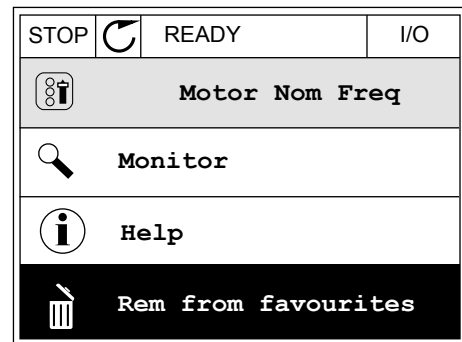 STOP READY I/O
Motor Nom Freq
Monitor
Help
Rem from favourites